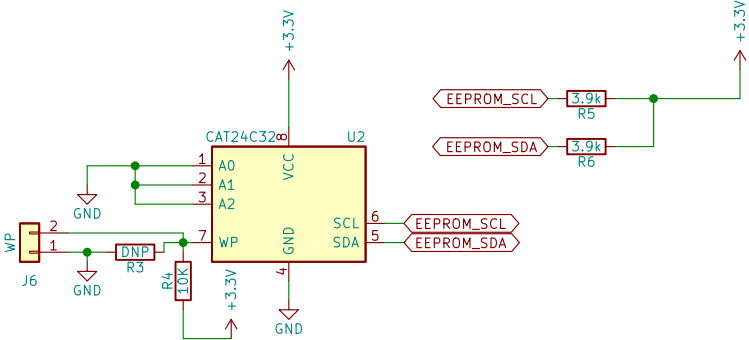 +3.3V
+3.3V
EEPROM_SCL
3.9k
R5
EEPROM_SDA
3.9k
R6
CAT24C32
U2
8
VCC
1
A0
2
A1
3
A2
GND
7
WP
GND
4
SCL
6
EEPROM_SCL
SDA
5
EEPROM_SDA
WP
2
1
J6
GND
DNP
R3
R4
10K
+3.3V
GND